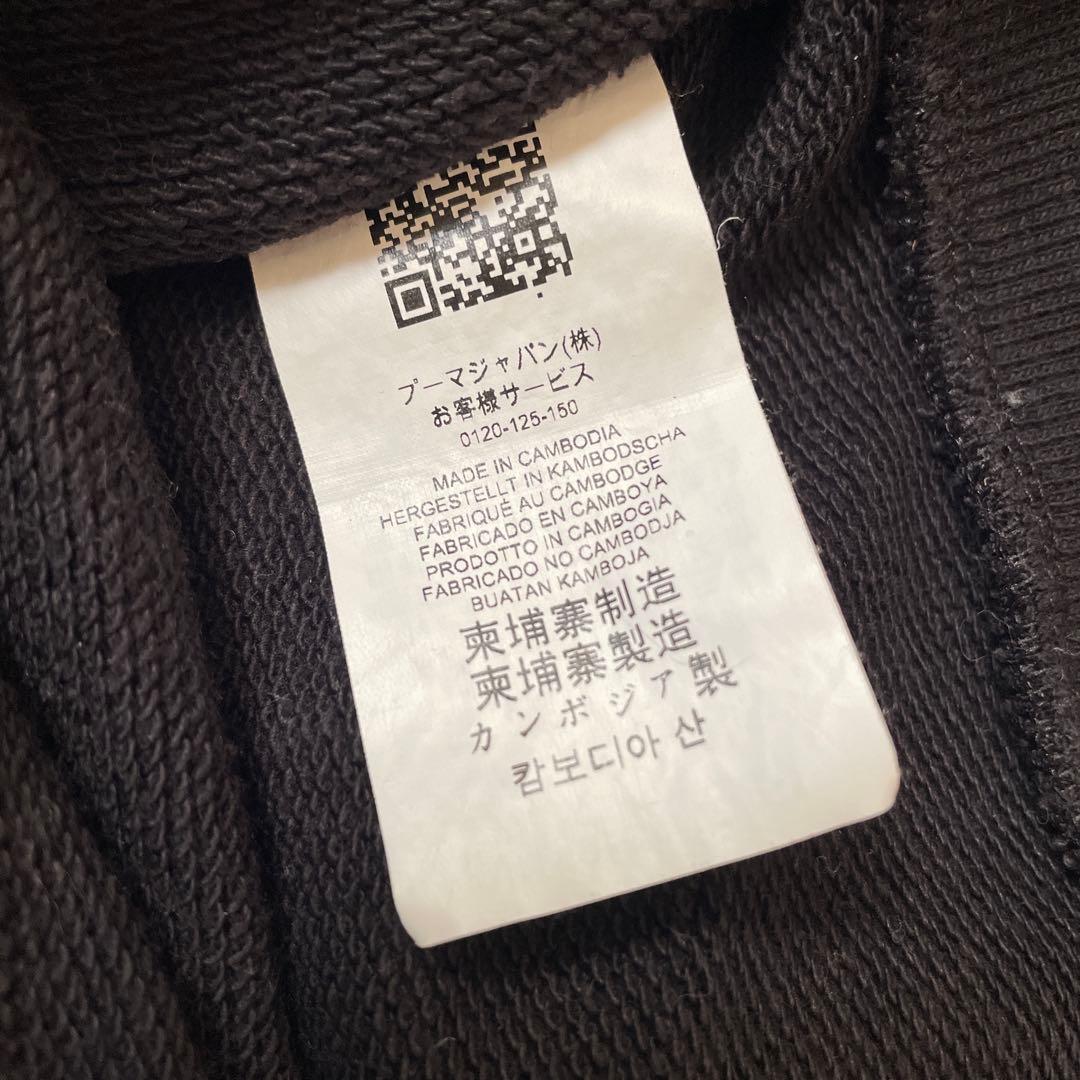 プーマジャパン(株)
お客様サービス
0120-125-150
MADE IN CAMBODIA
HERGESTELLT IN KAMBODSCHA
FABRIQUÉ AU CAMBODGE
FABRICADO EN CAMBOYA
PRODOTTO IN CAMBOGIA
FABRICADO NO CAMBODJA
BUATAN KAMBOJA
柬埔寨制造
柬埔寨製造
カンボジア製
캄보디아 산